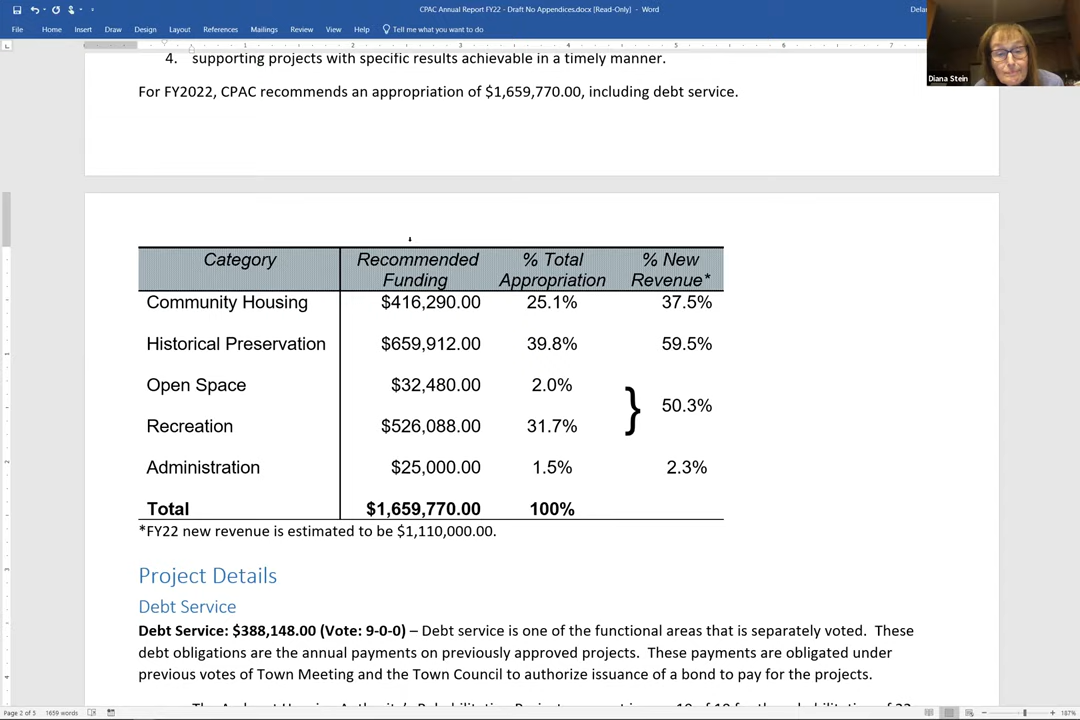 CPAC Annual Report FY22 - Draft No Appendices.docx [Read-Only] - Word
Delan
File Home Insert Draw Design Layout References Mailings Review View Help Tell me what you want to do
Diana Stein
4. supporting projects with specific results achievable in a timely manner.
For FY2022, CPAC recommends an appropriation of $1,659,770.00, including debt service.
Category Recommended Funding % Total Appropriation % New Revenue*
Community Housing $416,290.00 25.1% 37.5%
Historical Preservation $659,912.00 39.8% 59.5%
Open Space $32,480.00 2.0%
} 50.3%
Recreation $526,088.00 31.7%
Administration $25,000.00 1.5% 2.3%
Total $1,659,770.00 100%
*FY22 new revenue is estimated to be $1,110,000.00.
Project Details
Debt Service
Debt Service: $388,148.00 (Vote: 9-0-0) – Debt service is one of the functional areas that is separately voted. These
debt obligations are the annual payments on previously approved projects. These payments are obligated under
previous votes of Town Meeting and the Town Council to authorize issuance of a bond to pay for the projects.
Page 2 of 5 1659 words 187%